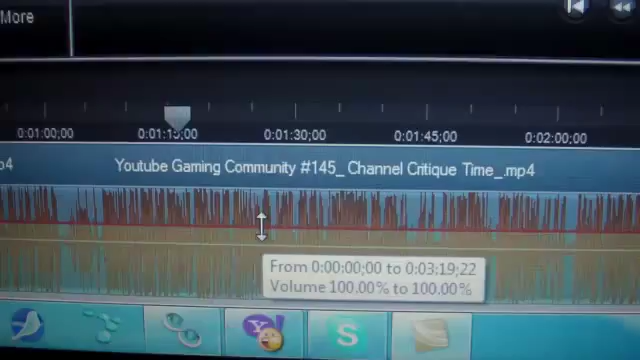 More
0:01:00;00 0:01:15;00 0:01:30;00 0:01:45;00 0:02:00;00
p4 Youtube Gaming Community #145_ Channel Critique Time_.mp4
From 0:00:00;00 to 0:03:19;22
Volume 100.00% to 100.00%
Y!
S